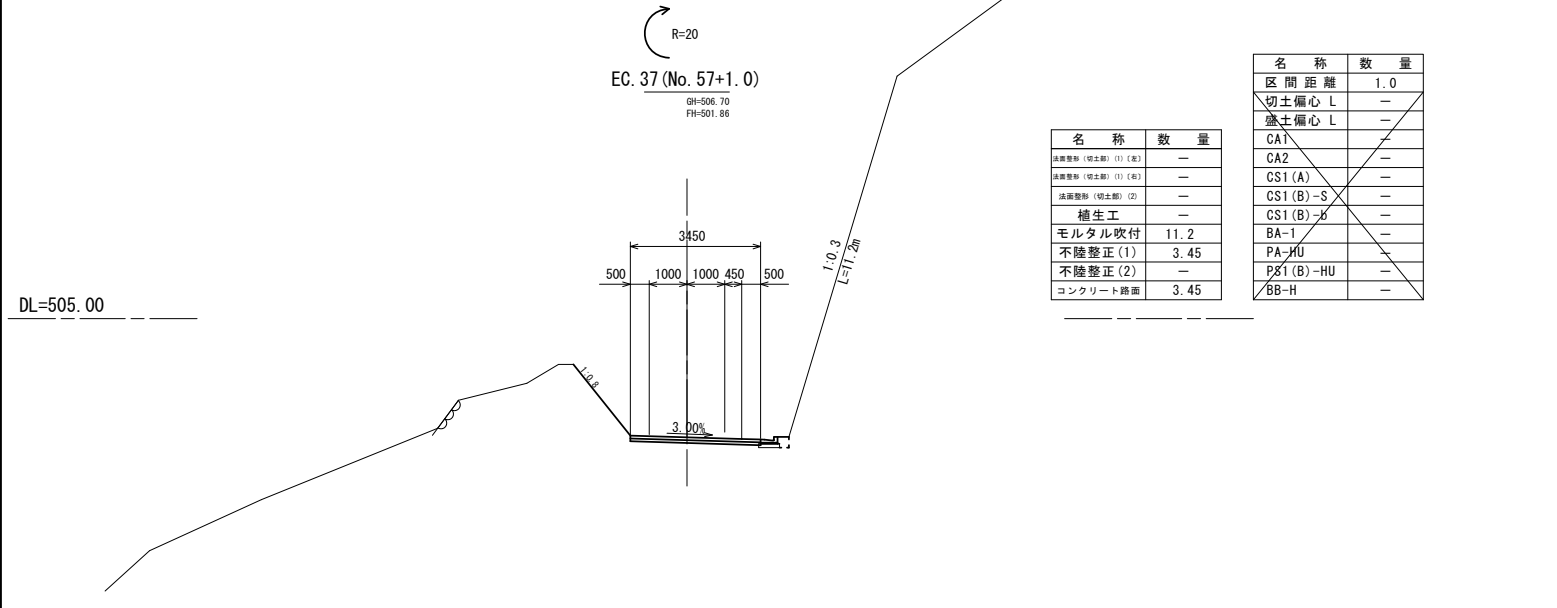 R=20
EC.37(No.57+1.0)
GH=506.70
FH=501.86
3450
500 1000 1000 450 500
1:0.3
L=11.2m
DL=505.00
1:0.8
3.00%
名 称 数 量
法面整形(切土部)(1)[左] —
法面整形(切土部)(1)[右] —
法面整形(切土部)(2) —
植生工 —
モルタル吹付 11.2
不陸整正(1) 3.45
不陸整正(2) —
コンクリート路面 3.45
名 称 数 量
区間距離 1.0
切土偏心 L —
盛土偏心 L —
CA1 —
CA2 —
CS1(A) —
CS1(B)-S —
CS1(B)-b —
BA-1 —
PA-HU —
PS1(B)-HU —
BB-H —